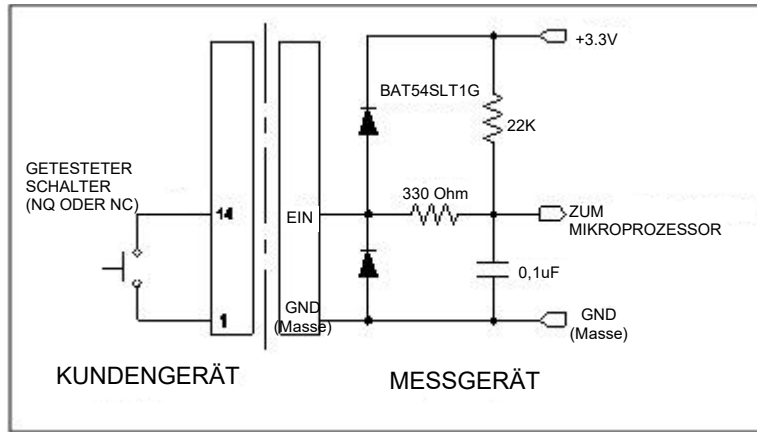 +3.3V
BAT54SLT1G
22K
GETESTETER
SCHALTER
(NQ ODER NC)
330 Ohm
14
EIN
ZUM
MIKROPROZESSOR
0,1uF
1
GND
(Masse)
GND
(Masse)
KUNDENGERÄT
MESSGERÄT